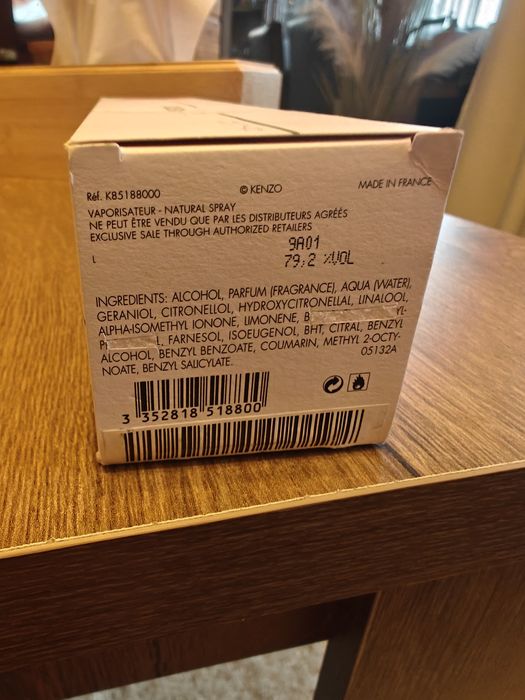 Réf. K85188000 © KENZO MADE IN FRANCE
VAPORISATEUR - NATURAL SPRAY
NE PEUT ÊTRE VENDU QUE PAR LES DISTRIBUTEURS AGRÉÉS
EXCLUSIVE SALE THROUGH AUTHORIZED RETAILERS
9A01
L 79,2 %VOL
INGREDIENTS: ALCOHOL, PARFUM (FRAGRANCE), AQUA (WATER),
GERANIOL, CITRONELLOL, HYDROXYCITRONELLAL, LINALOOL,
ALPHA-ISOMETHYL IONONE, LIMONENE, B YL-
P L, FARNESOL, ISOEUGENOL, BHT, CITRAL, BENZYL
ALCOHOL, BENZYL BENZOATE, COUMARIN, METHYL 2-OCTY-
NOATE, BENZYL SALICYLATE. 05132A
3 352818 518800